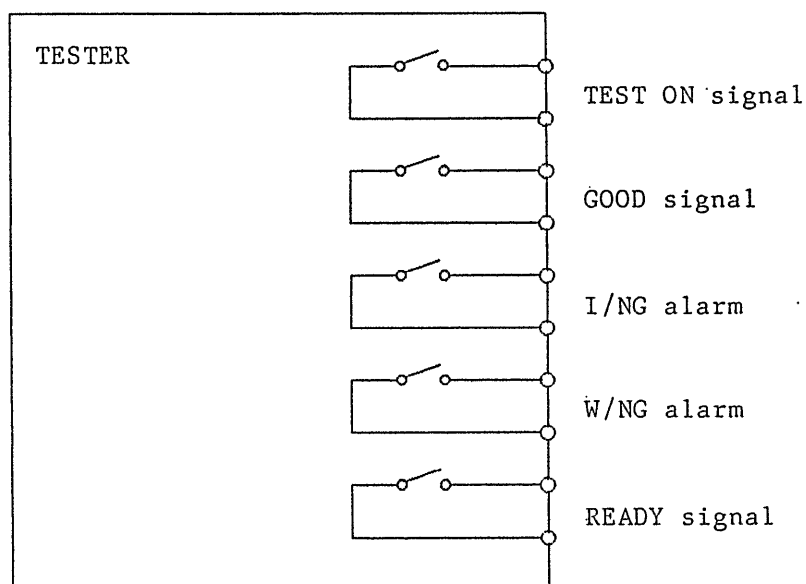 TESTER
TEST ON signal
GOOD signal
I/NG alarm
W/NG alarm
READY signal